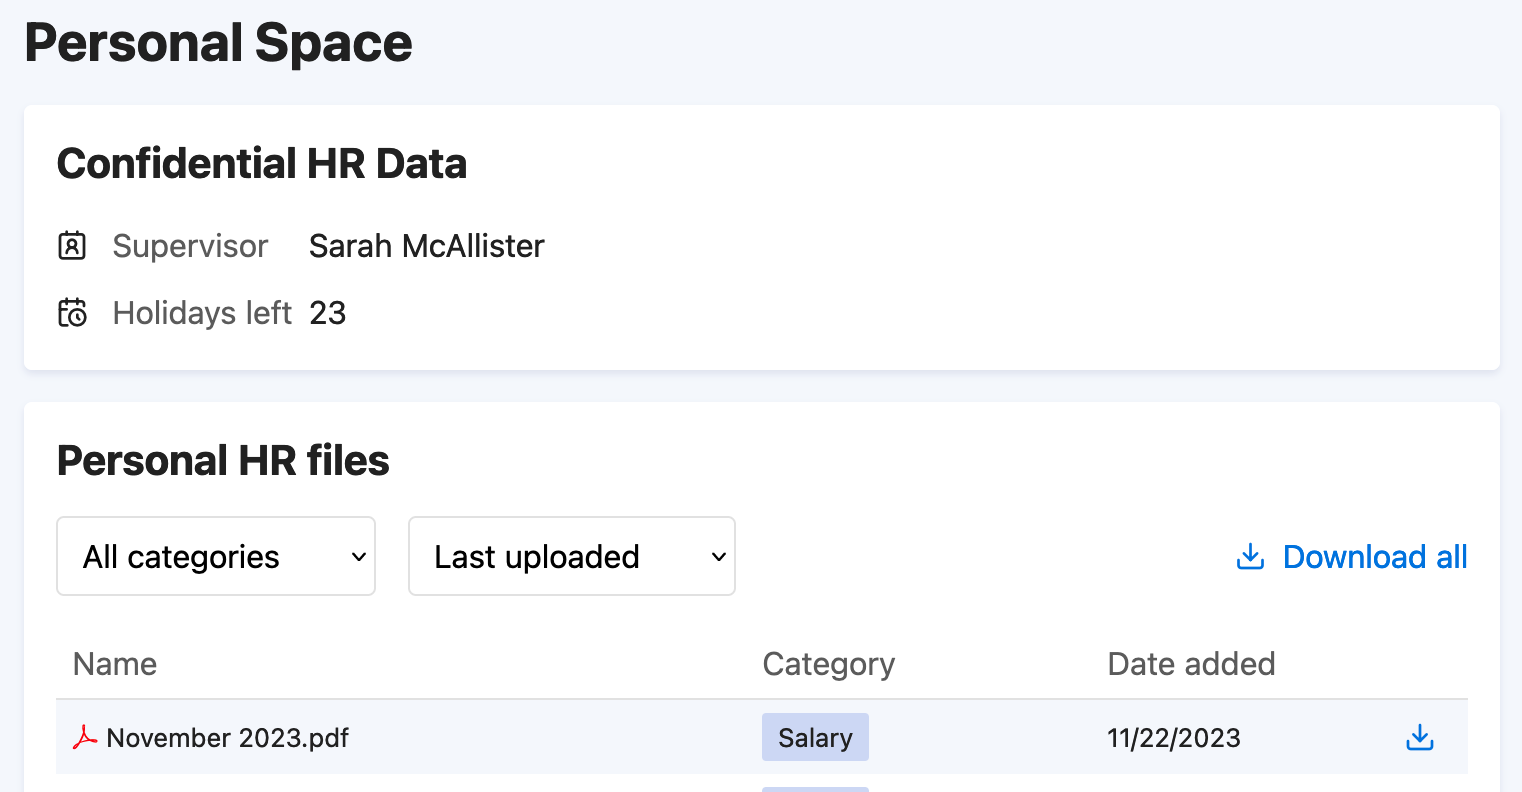 Personal Space
Confidential HR Data
Supervisor Sarah McAllister
Holidays left 23
Personal HR files
All categories Last uploaded Download all
Name Category Date added
November 2023.pdf Salary 11/22/2023